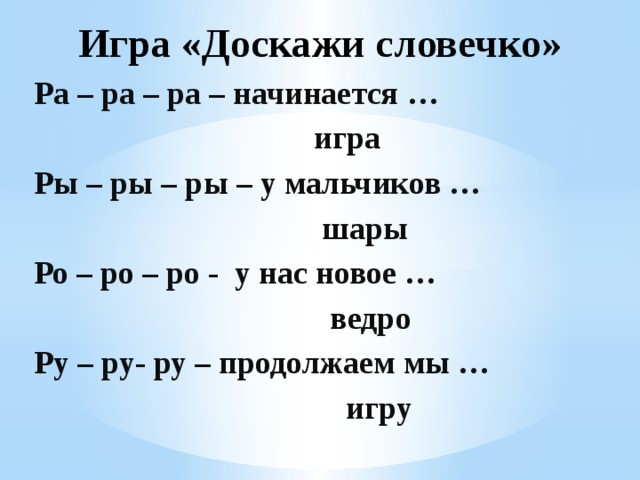 Игра «Доскажи словечко»
Ра – ра – ра – начинается …
игра
Ры – ры – ры – у мальчиков …
шары
Ро – ро – ро - у нас новое …
ведро
Ру – ру- ру – продолжаем мы …
игру